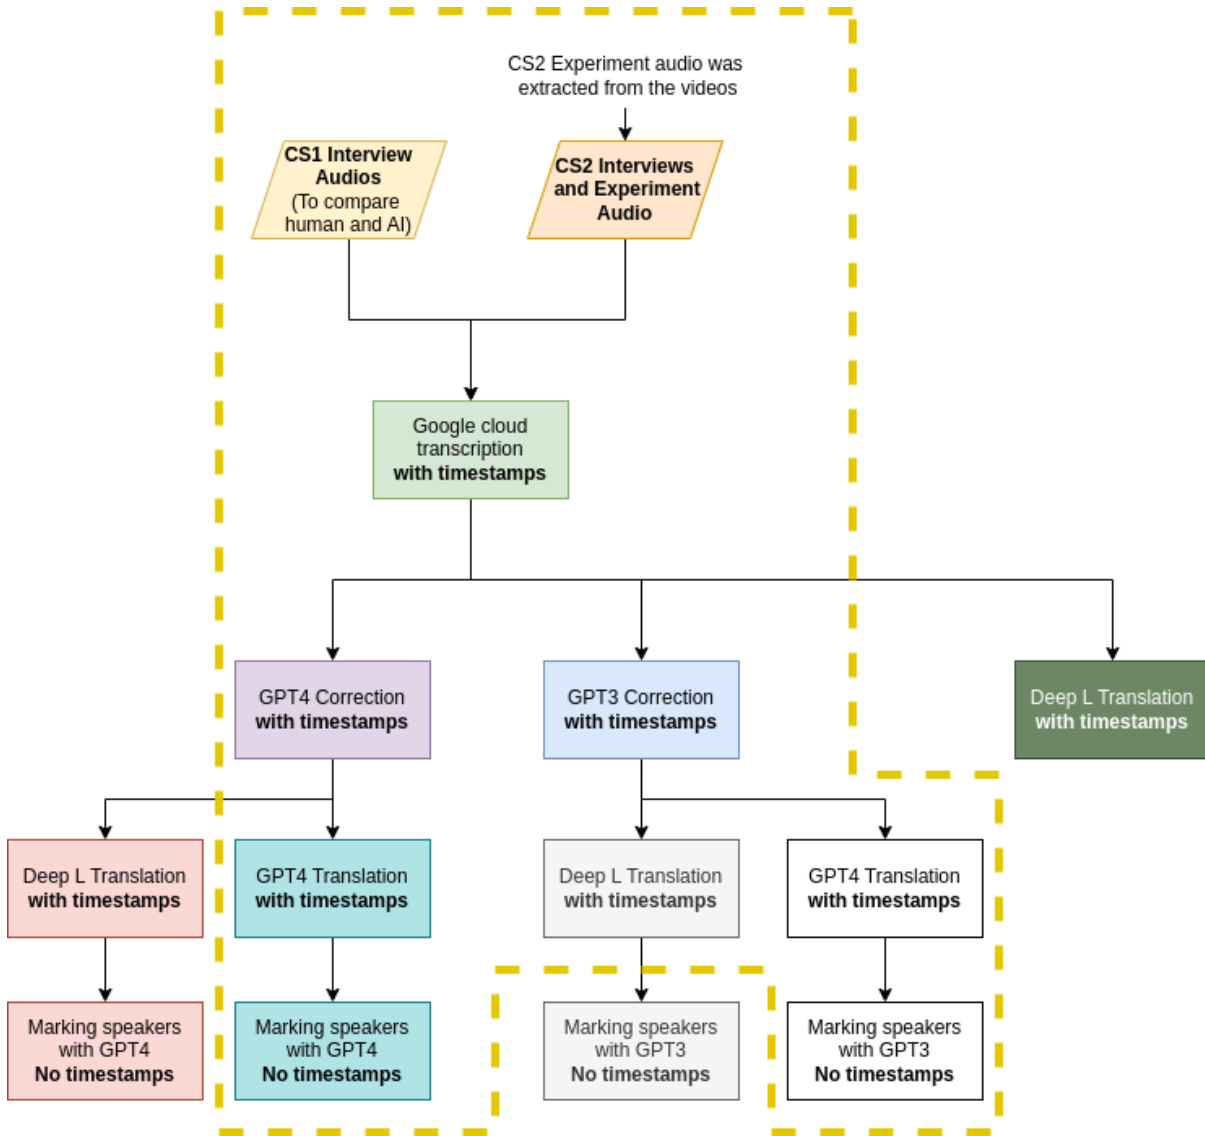 CS2 Experiment audio was
extracted from the videos
CS1 Interview
Audios
(To compare
human and AI)
CS2 Interviews
and Experiment
Audio
Google cloud
transcription
with timestamps
GPT4 Correction
with timestamps
GPT3 Correction
with timestamps
Deep L Translation
with timestamps
Deep L Translation
with timestamps
GPT4 Translation
with timestamps
Deep L Translation
with timestamps
GPT4 Translation
with timestamps
Marking speakers
with GPT4
No timestamps
Marking speakers
with GPT4
No timestamps
Marking speakers
with GPT3
No timestamps
Marking speakers
with GPT3
No timestamps